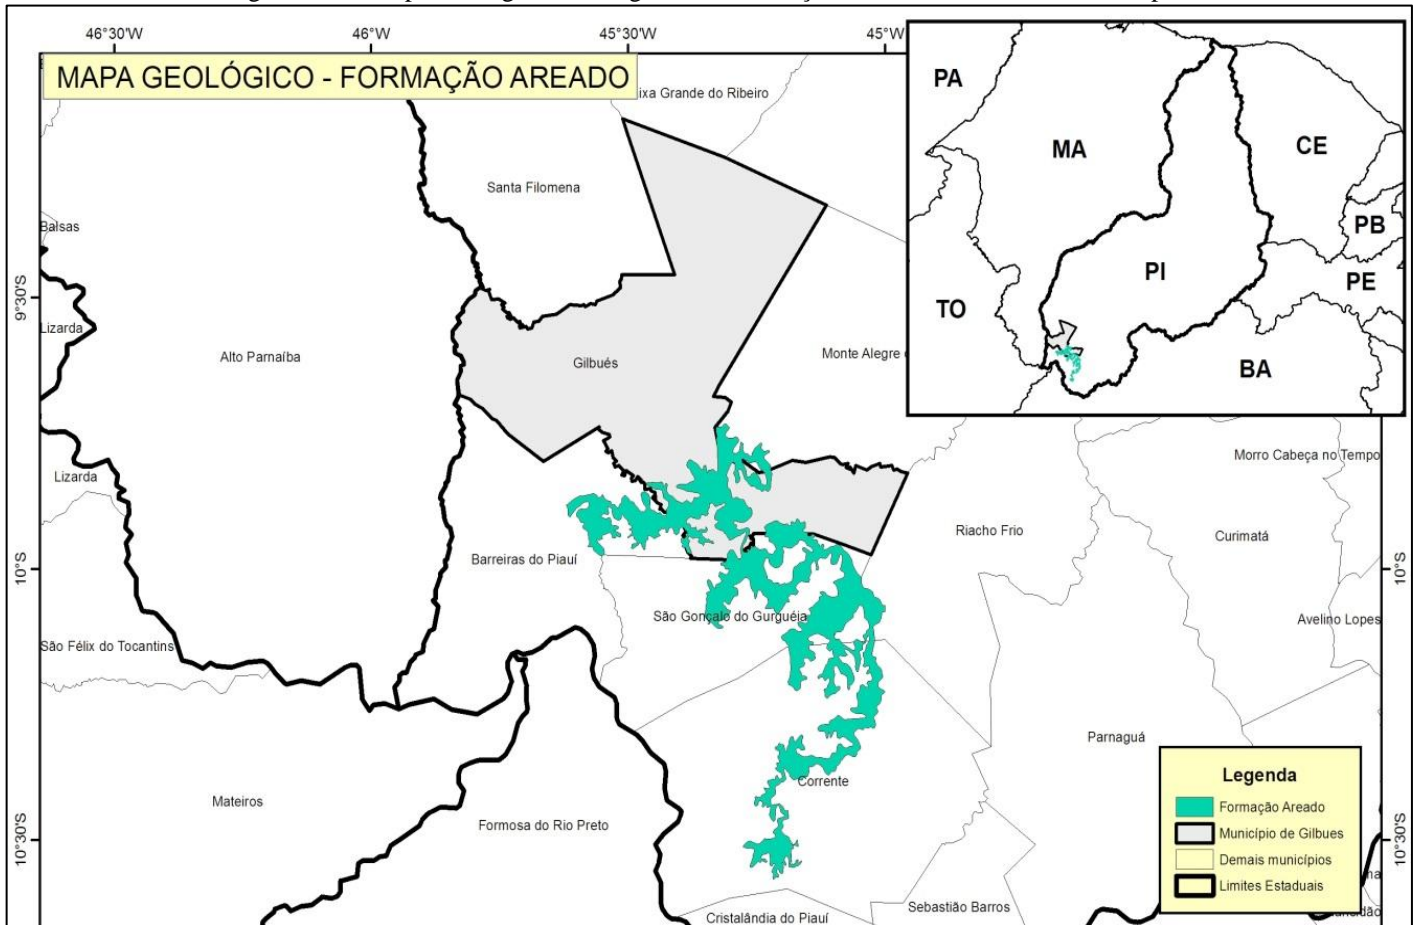 46°30'W 46°W 45°30'W 45°W
MAPA GEOLÓGICO - FORMAÇÃO AREADO
ixa Grande do Ribeiro
PA
MA
CE
PB
PI
PE
TO
BA
Santa Filomena
Balsas
9°30'S
Lizarda
Alto Parnaíba
Gilbués
Monte Alegre
Lizarda
Morro Cabeça no Tempo
Riacho Frio
Curimatá
Barreiras do Piauí
10°S
10°S
São Gonçalo do Gurguéia
Avelino Lopes
São Félix do Tocantins
Parnaguá
Corrente
Mateiros
Formosa do Rio Preto
10°30'S
10°30'S
Legenda
Formação Areado
Município de Gilbues
Demais municípios
Limites Estaduais
Sebastião Barros
Cristalândia do Piauí